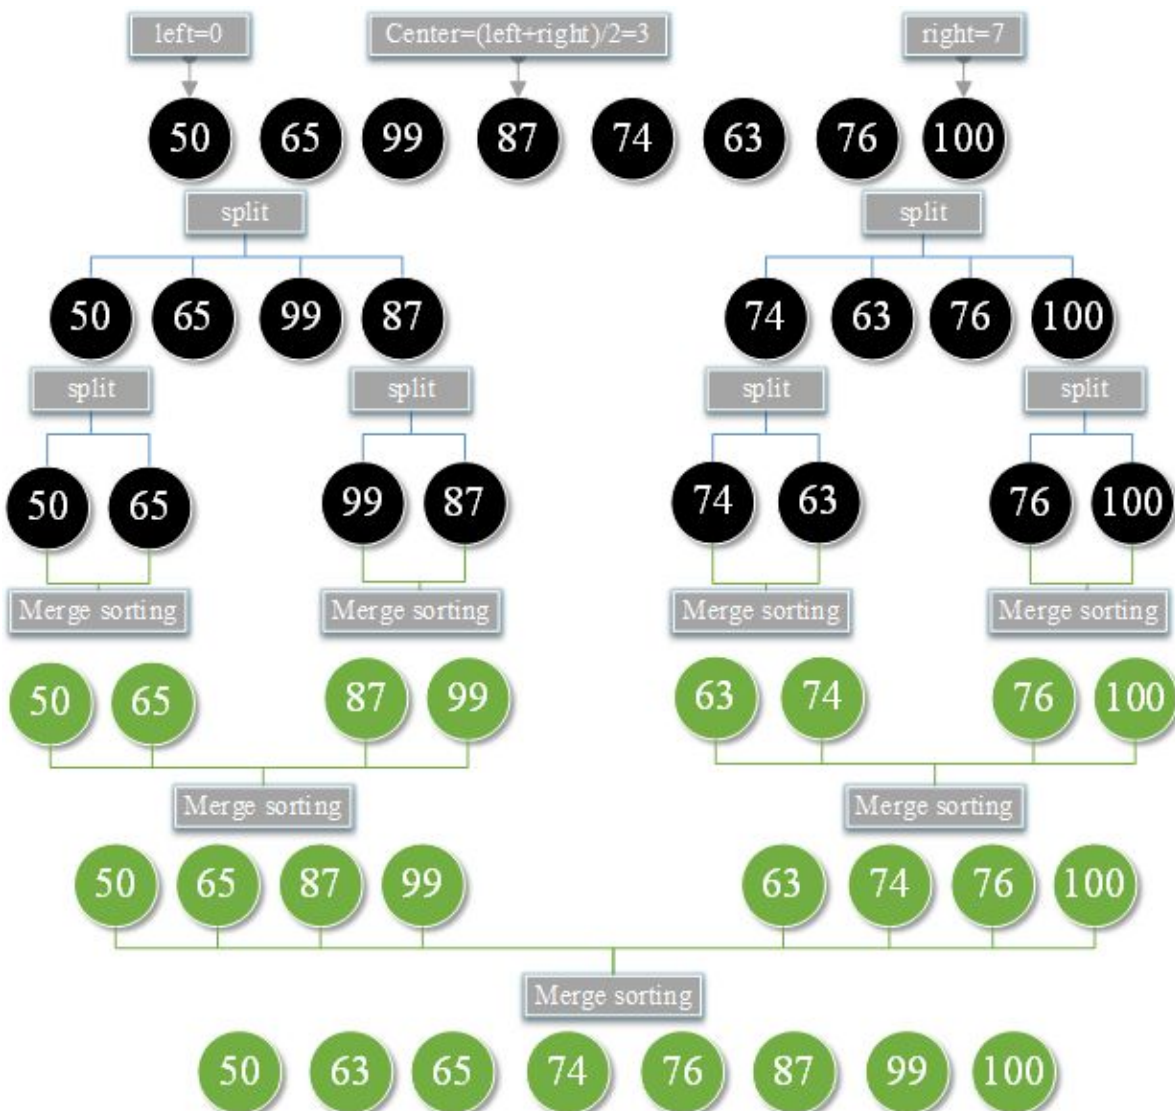 left=0 Center=(left+right)/2=3 right=7
50 65 99 87 74 63 76 100
split split
50 65 99 87 74 63 76 100
split split split split
50 65 99 87 74 63 76 100
Merge sorting Merge sorting Merge sorting Merge sorting
50 65 87 99 63 74 76 100
Merge sorting Merge sorting
50 65 87 99 63 74 76 100
Merge sorting
50 63 65 74 76 87 99 100